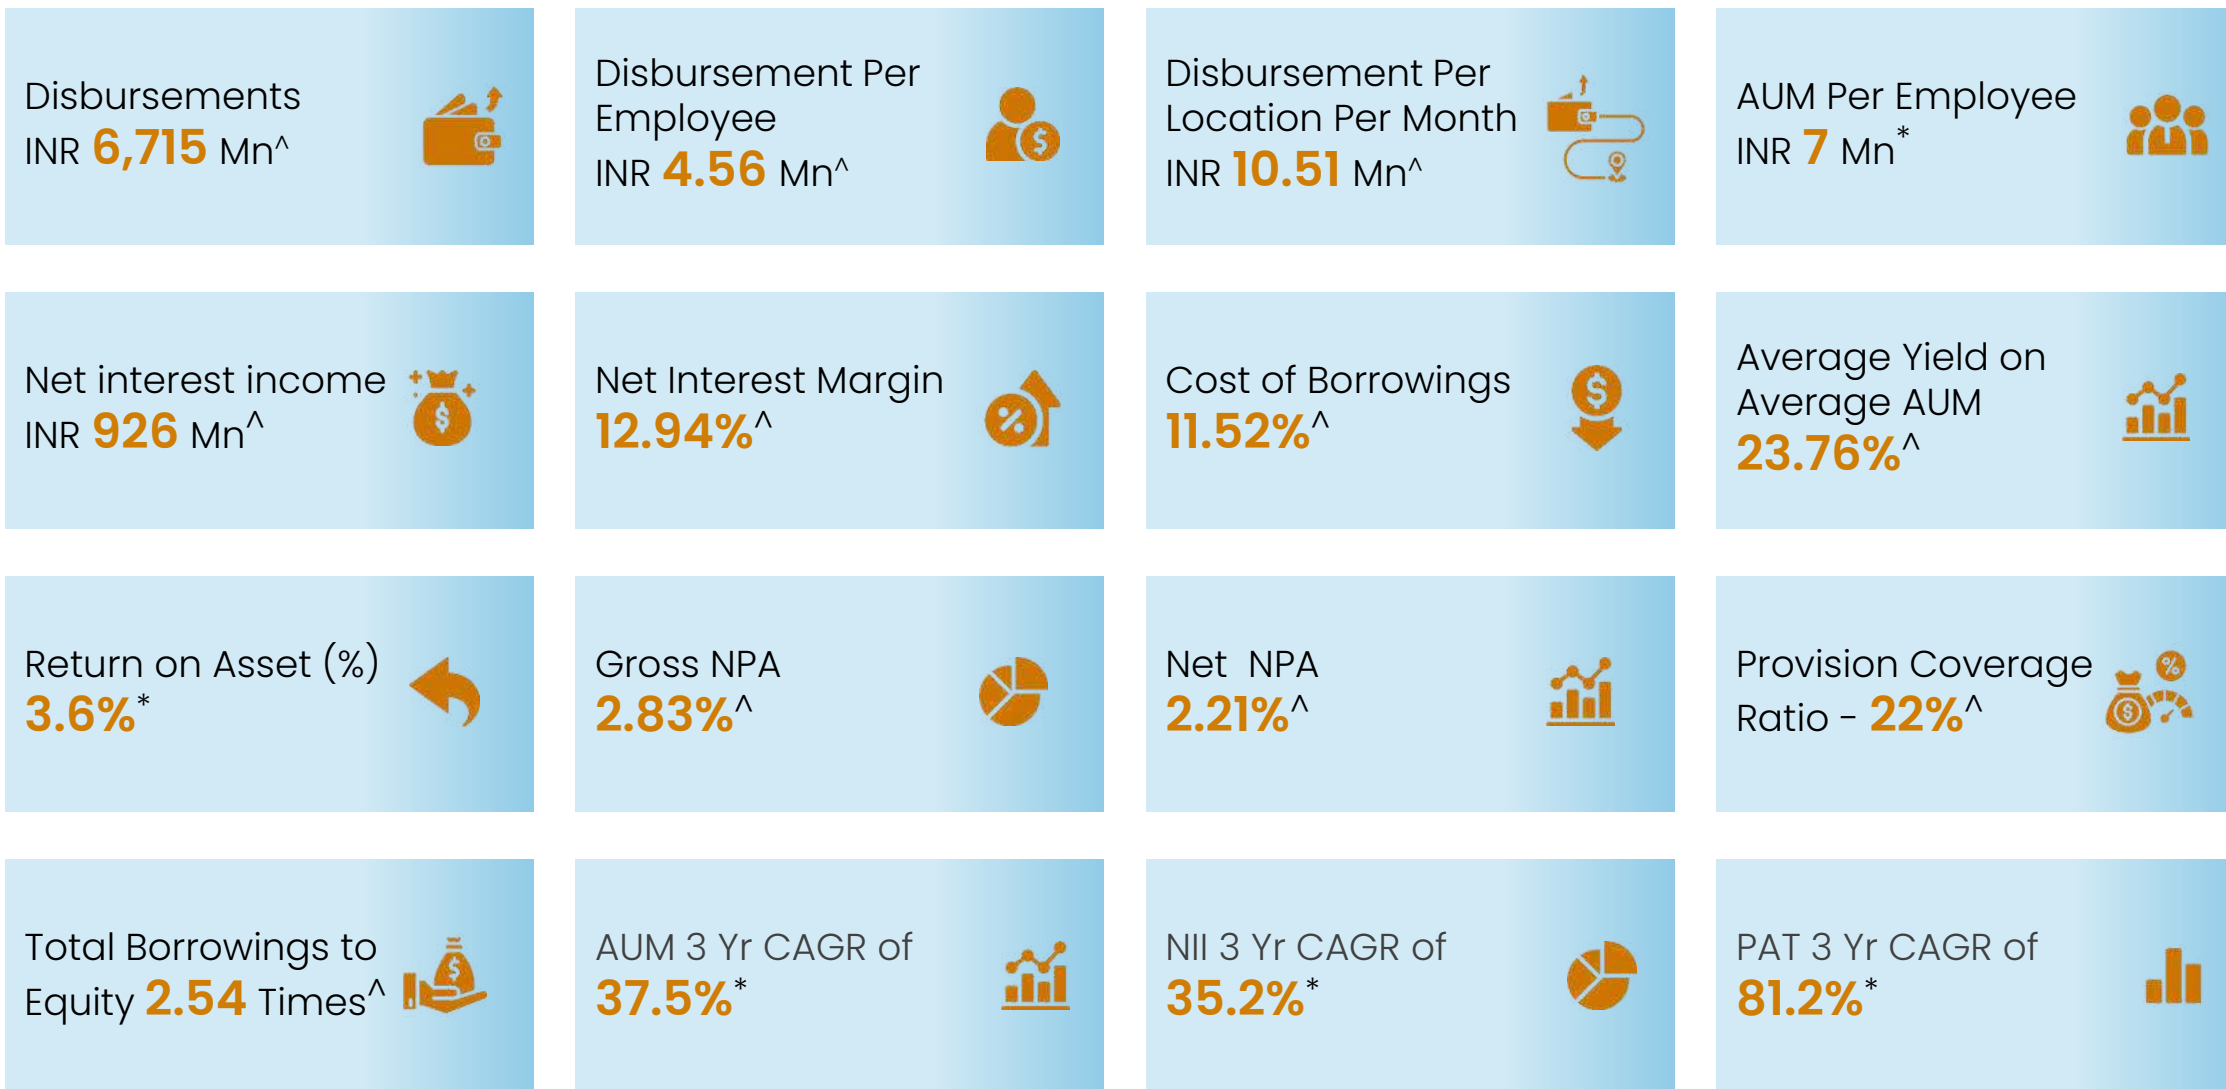 Disbursements
INR 6,715 Mn^
Disbursement Per
Employee
INR 4.56 Mn^
Disbursement Per
Location Per Month
INR 10.51 Mn^
AUM Per Employee
INR 7 Mn*
Net interest income
INR 926 Mn^
Net Interest Margin
12.94%^
Cost of Borrowings
11.52%^
Average Yield on
Average AUM
23.76%^
Return on Asset (%)
3.6%*
Gross NPA
2.83%^
Net NPA
2.21%^
Provision Coverage
Ratio - 22%^
Total Borrowings to
Equity 2.54 Times^
AUM 3 Yr CAGR of
37.5%*
NII 3 Yr CAGR of
35.2%*
PAT 3 Yr CAGR of
81.2%*